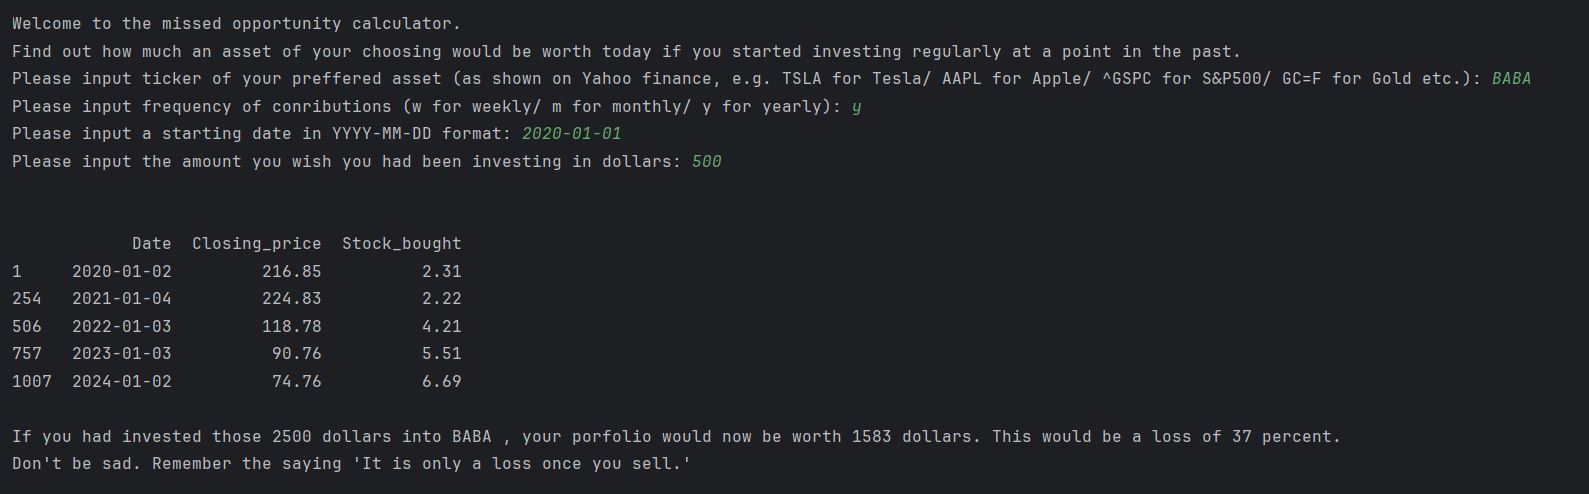 Welcome to the missed opportunity calculator.
Find out how much an asset of your choosing would be worth today if you started investing regularly at a point in the past.
Please input ticker of your preffered asset (as shown on Yahoo finance, e.g. TSLA for Tesla/ AAPL for Apple/ ^GSPC for S&P500/ GC=F for Gold etc.): BABA
Please input frequency of conributions (w for weekly/ m for monthly/ y for yearly): y
Please input a starting date in YYYY-MM-DD format: 2020-01-01
Please input the amount you wish you had been investing in dollars: 500
Date  Closing_price  Stock_bought
1     2020-01-02         216.85          2.31
254   2021-01-04         224.83          2.22
506   2022-01-03         118.78          4.21
757   2023-01-03          90.76          5.51
1007  2024-01-02          74.76          6.69
If you had invested those 2500 dollars into BABA , your porfolio would now be worth 1583 dollars. This would be a loss of 37 percent.
Don't be sad. Remember the saying 'It is only a loss once you sell.'